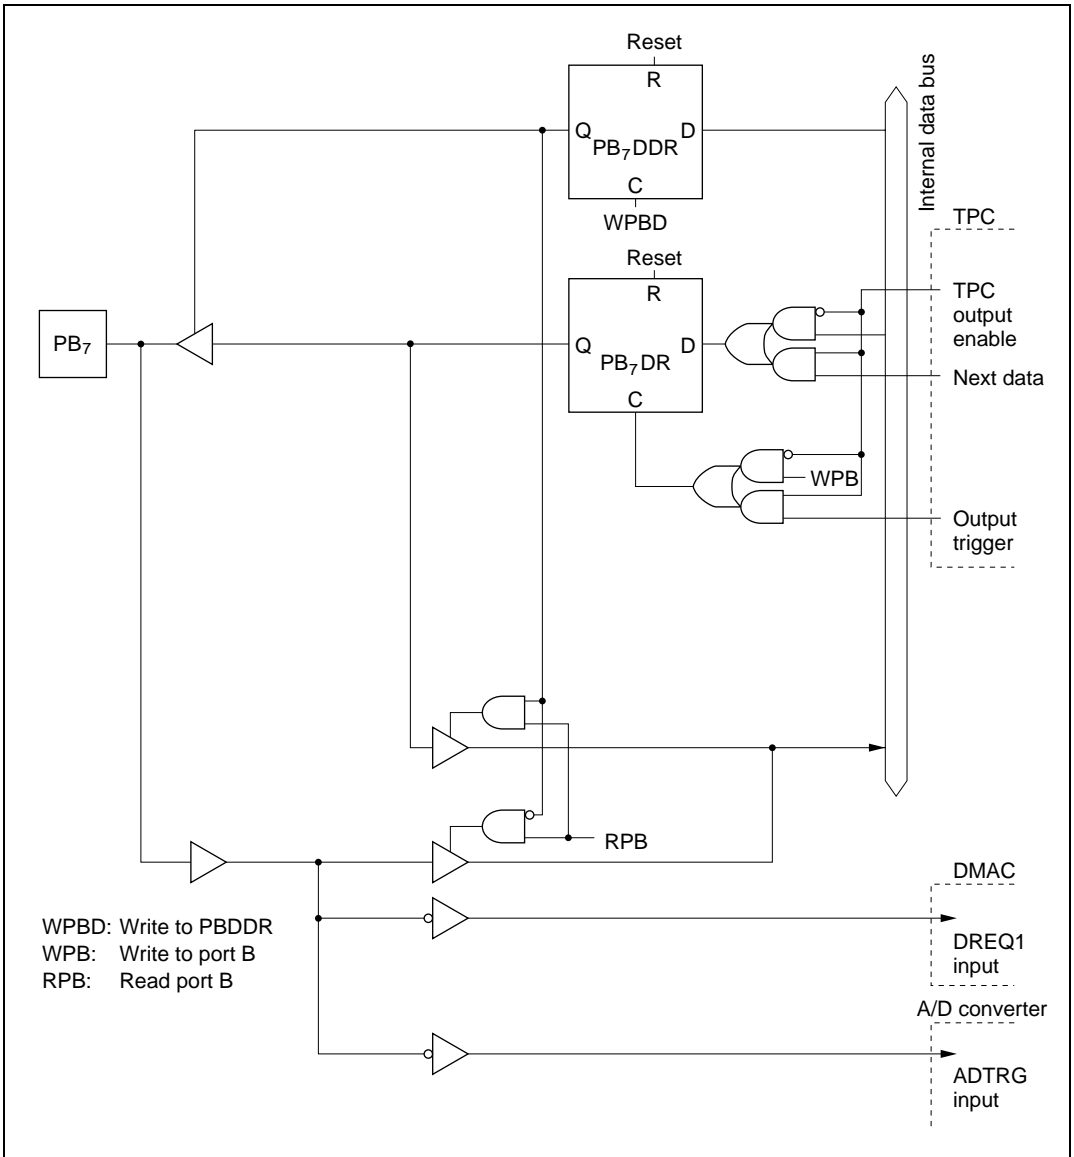 Reset
R
Q
D
PB7DDR
C
WPBD
Internal data bus
TPC
Reset
R
TPC
output
enable
PB7
Q
D
PB7DR
Next data
C
WPB
Output
trigger
RPB
DMAC
WPBD: Write to PBDDR
WPB: Write to port B
RPB: Read port B
DREQ1
input
A/D converter
ADTRG
input